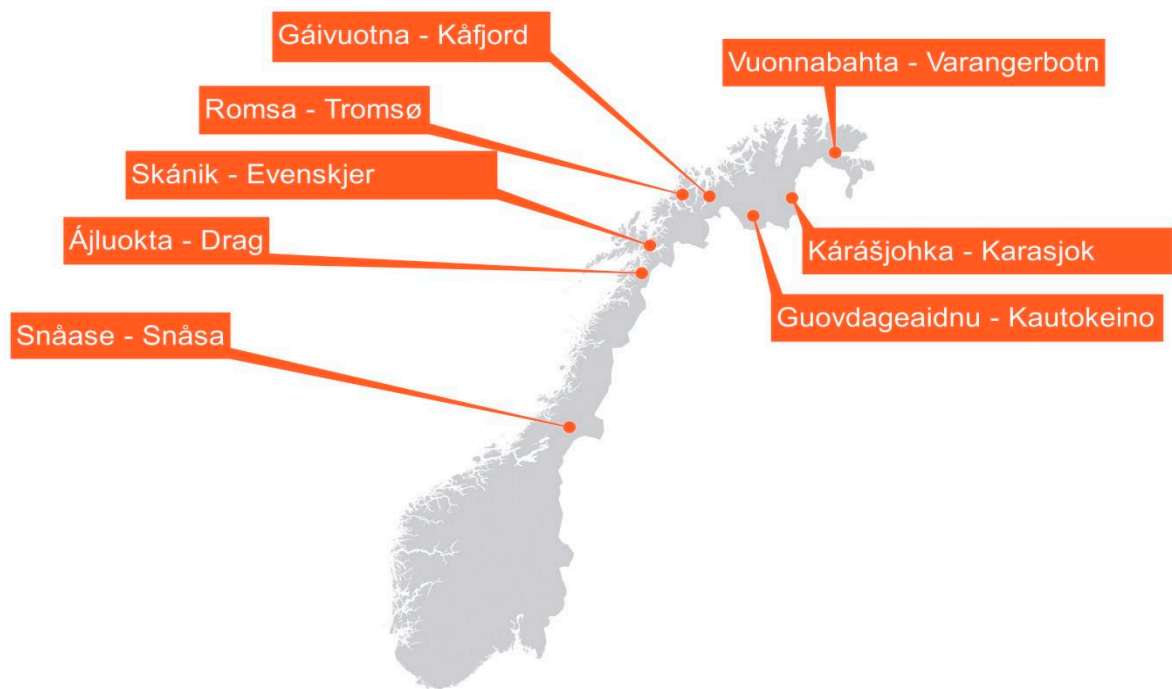 Gáivuotna - Kåfjord
Vuonnabahta - Varangerbotn
Romsa - Tromsø
Skánik - Evenskjer
Ájluokta - Drag
Kárášjohka - Karasjok
Guovdageaidnu - Kautokeino
Snåase - Snåsa